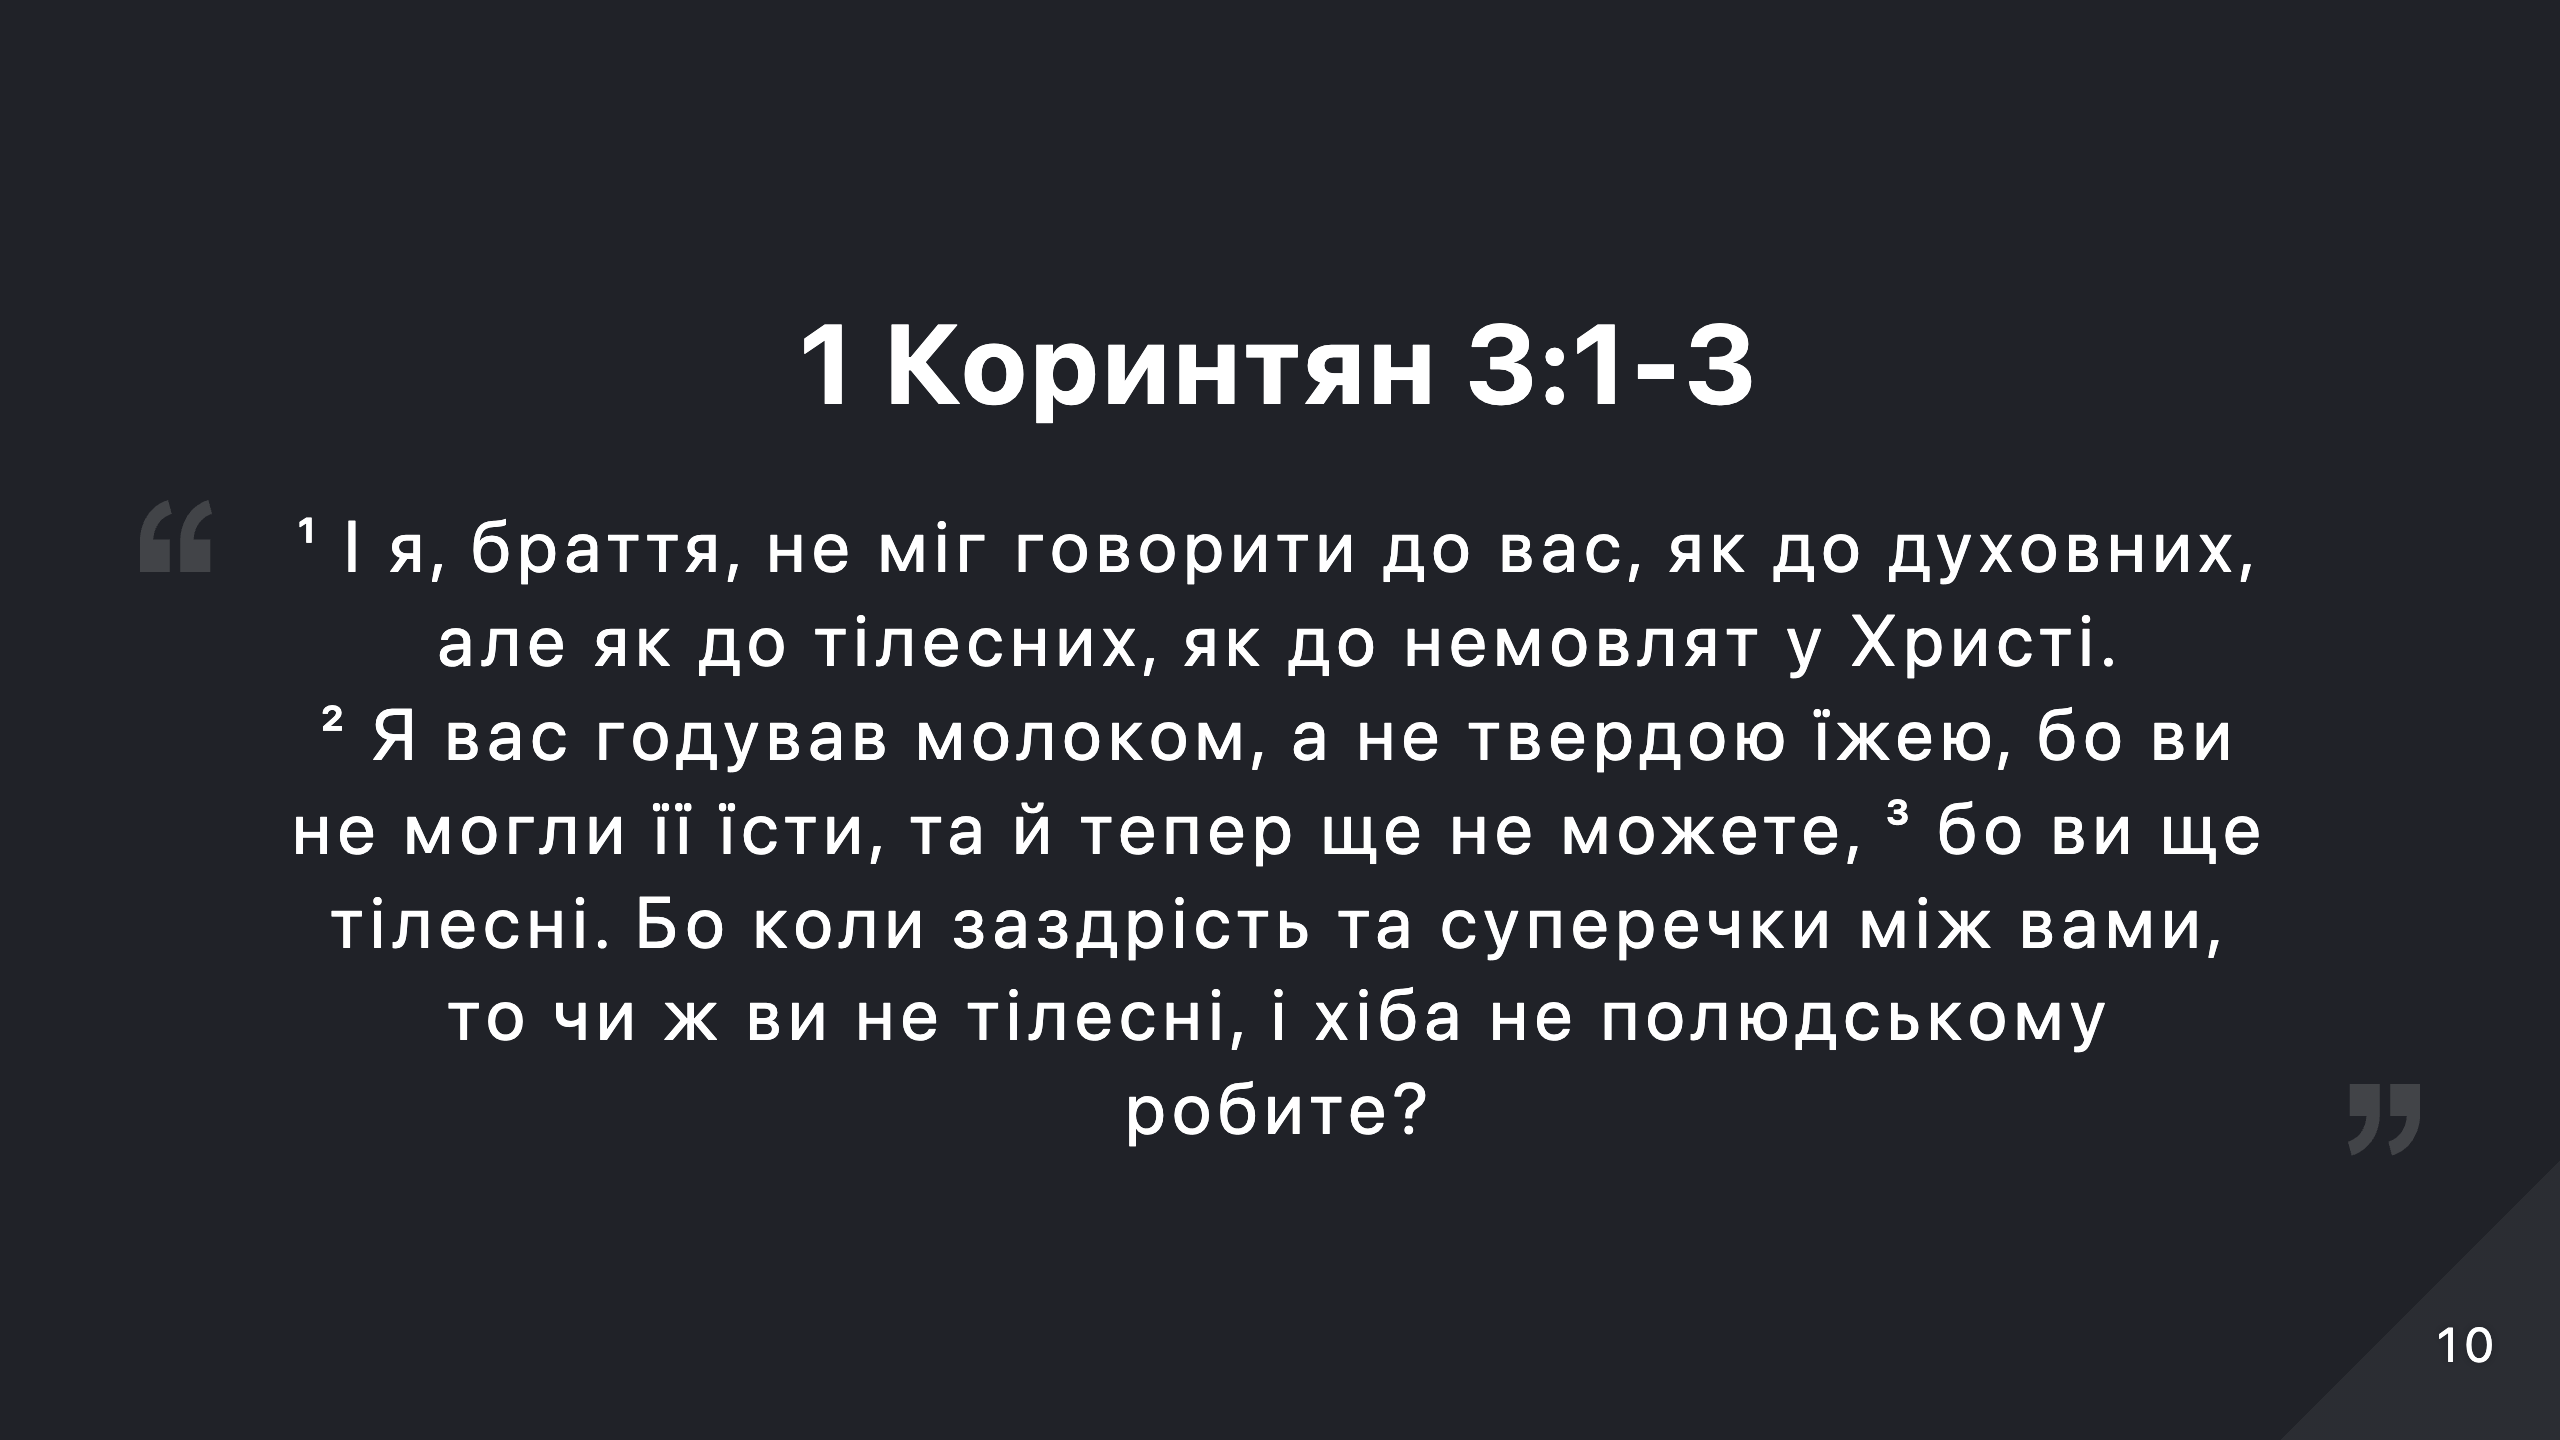 1 Коринтян 3:1-3
“ ¹ І я, браття, не міг говорити до вас, як до духовних,
але як до тілесних, як до немовлят у Христі.
² Я вас годував молоком, а не твердою їжею, бо ви
не могли її їсти, та й тепер ще не можете, ³ бо ви ще
тілесні. Бо коли заздрість та суперечки між вами,
то чи ж ви не тілесні, і хіба не полюдському
робите? ”
10